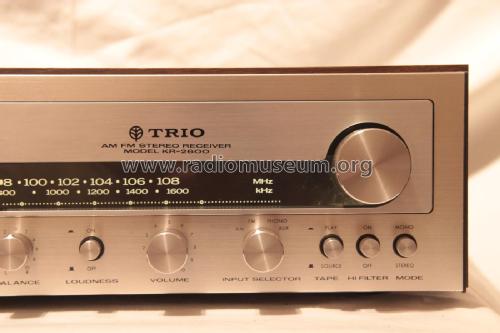 TRIO
AM FM STEREO RECEIVER
MODEL KR-2600
www.radiomuseum.org
98 100 102 104 106 108 MHz
1000 1200 1400 1600 kHz
ON
FM PHONO
AM AUX
PLAY ON MONO
OFF
SOURCE OFF STEREO
BALANCE LOUDNESS VOLUME INPUT SELECTOR TAPE HI FILTER MODE